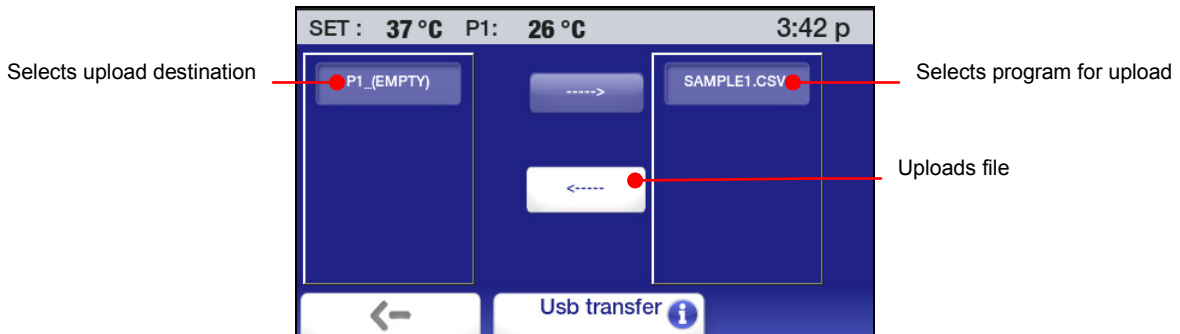 SET : 37 °C P1: 26 °C 3:42 p
Selects upload destination
P1_(EMPTY)
----->
SAMPLE1.CSV
Selects program for upload
<-----
Uploads file
Usb transfer